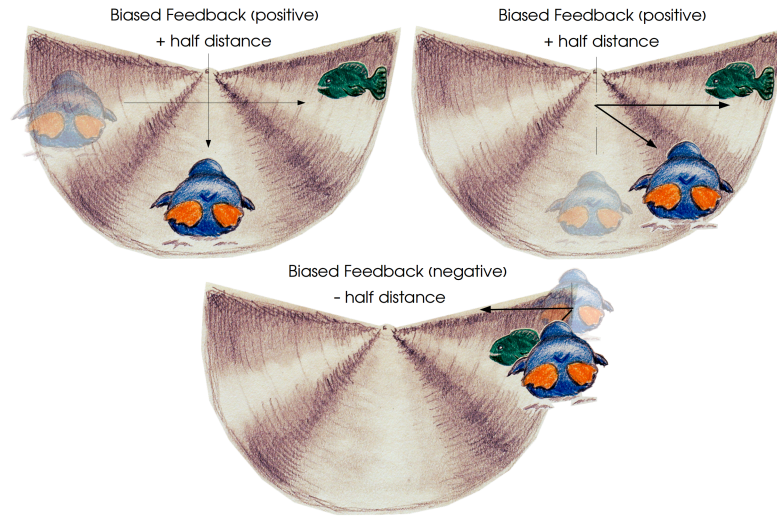 Biased Feedback (positive)
+ half distance
Biased Feedback (positive)
+ half distance
Biased Feedback (negative)
– half distance